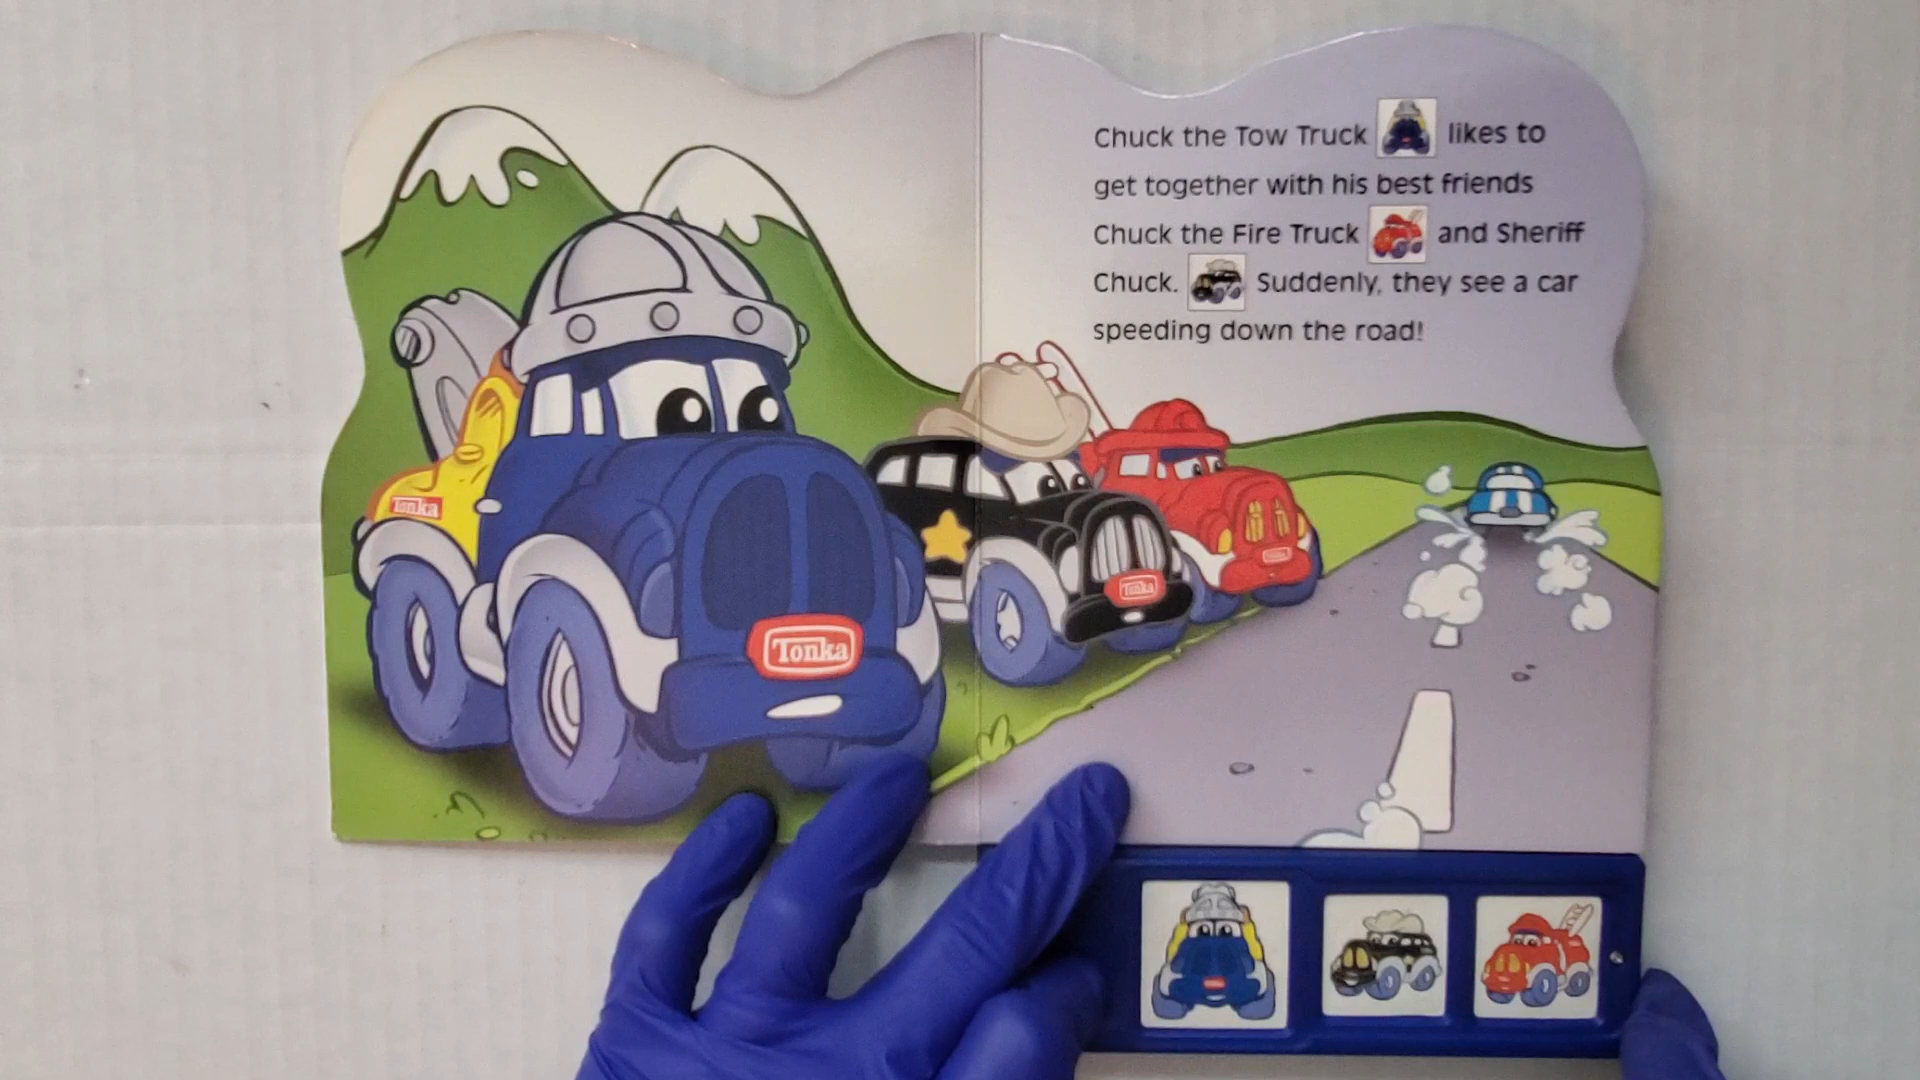 Chuck the Tow Truck likes to
get together with his best friends
Chuck the Fire Truck and Sheriff
Chuck. Suddenly, they see a car
speeding down the road!
Tonka
Tonka
Tonka
Tonka